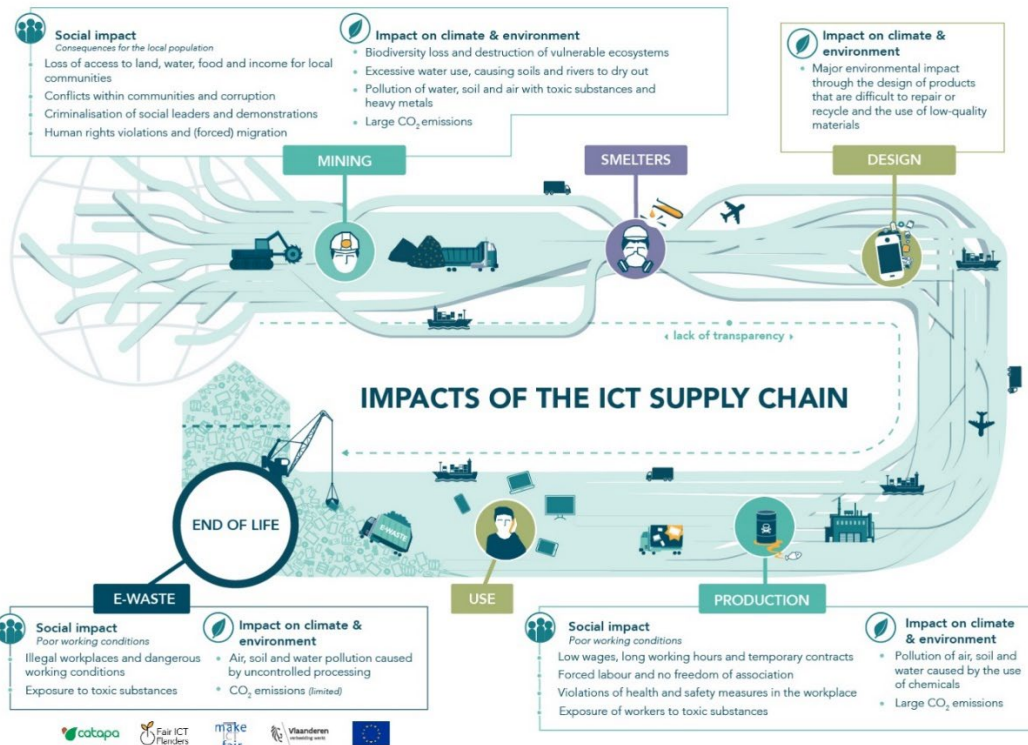 Social impact
Consequences for the local population
Loss of access to land, water, food and income for local
communities
Conflicts within communities and corruption
Criminalisation of social leaders and demonstrations
Human rights violations and (forced) migration
Impact on climate & environment
Biodiversity loss and destruction of vulnerable ecosystems
Excessive water use, causing soils and rivers to dry out
Pollution of water, soil and air with toxic substances and
heavy metals
Large CO₂ emissions
Impact on climate &
environment
Major environmental impact
through the design of products
that are difficult to repair or
recycle and the use of low-quality
materials
MINING
SMELTERS
DESIGN
lack of transparency
IMPACTS OF THE ICT SUPPLY CHAIN
END OF LIFE
E-WASTE
E-WASTE
USE
PRODUCTION
Social impact
Poor working conditions
Illegal workplaces and dangerous
working conditions
Exposure to toxic substances
Impact on climate &
environment
Air, soil and water pollution caused
by uncontrolled processing
CO₂ emissions (limited)
Social impact
Poor working conditions
Low wages, long working hours and temporary contracts
Forced labour and no freedom of association
Violations of health and safety measures in the workplace
Exposure of workers to toxic substances
Impact on climate
& environment
Pollution of air, soil and
water caused by the use
of chemicals
Large CO₂ emissions
catapa
Fair ICT
Flanders
make
ICT
fair
Vlaanderen
verbeelding werkt